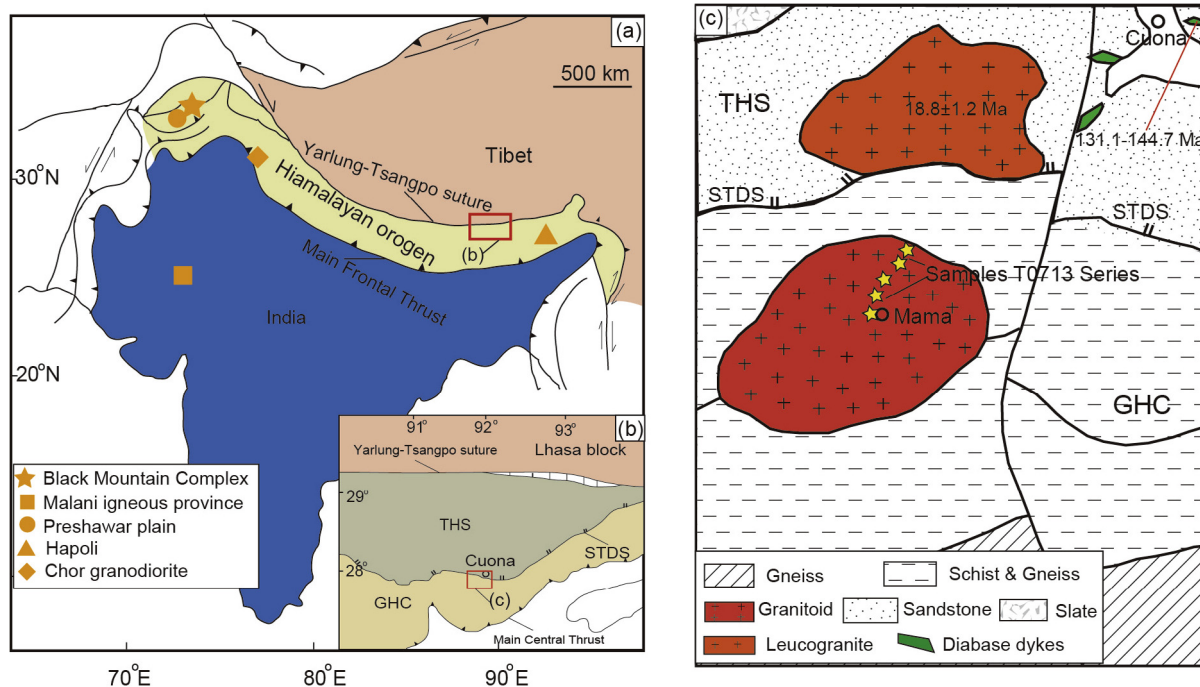 (a)
500 km
Tibet
Yarlung-Tsangpo suture
Hiamalayan orogen
Main Frontal Thrust
(b)
India
30°N
20°N
70°E
80°E
90°E
Black Mountain Complex
Malani igneous province
Preshawar plain
Hapoli
Chor granodiorite
(b)
91°
92°
93°
Yarlung-Tsangpo suture
Lhasa block
29°
THS
STDS
Cuona
28°
GHC
(c)
Main Central Thrust
(c)
Cuona
THS
18.8±1.2 Ma
131.1-144.7 Ma
STDS
STDS
Samples T0713 Series
Mama
GHC
Gneiss
Schist & Gneiss
Granitoid
Sandstone
Slate
Leucogranite
Diabase dykes